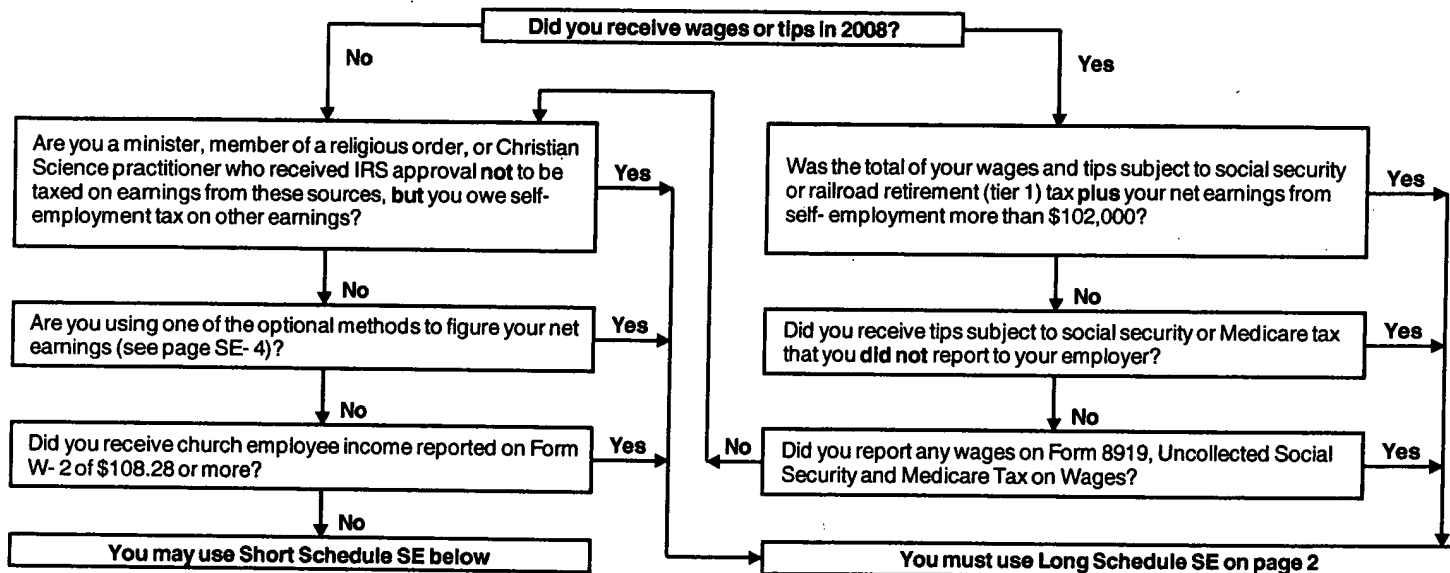 Did you receive wages or tips in 2008?
No
Yes
Are you a minister, member of a religious order, or Christian
Science practitioner who received IRS approval not to be
taxed on earnings from these sources, but you owe self-
employment tax on other earnings?
Yes
Was the total of your wages and tips subject to social security
or railroad retirement (tier 1) tax plus your net earnings from
self- employment more than $102,000?
Yes
No
No
Are you using one of the optional methods to figure your net
earnings (see page SE- 4)?
Yes
Did you receive tips subject to social security or Medicare tax
that you did not report to your employer?
Yes
No
No
Did you receive church employee income reported on Form
W- 2 of $108.28 or more?
Yes
No
Did you report any wages on Form 8919, Uncollected Social
Security and Medicare Tax on Wages?
Yes
No
You may use Short Schedule SE below
You must use Long Schedule SE on page 2